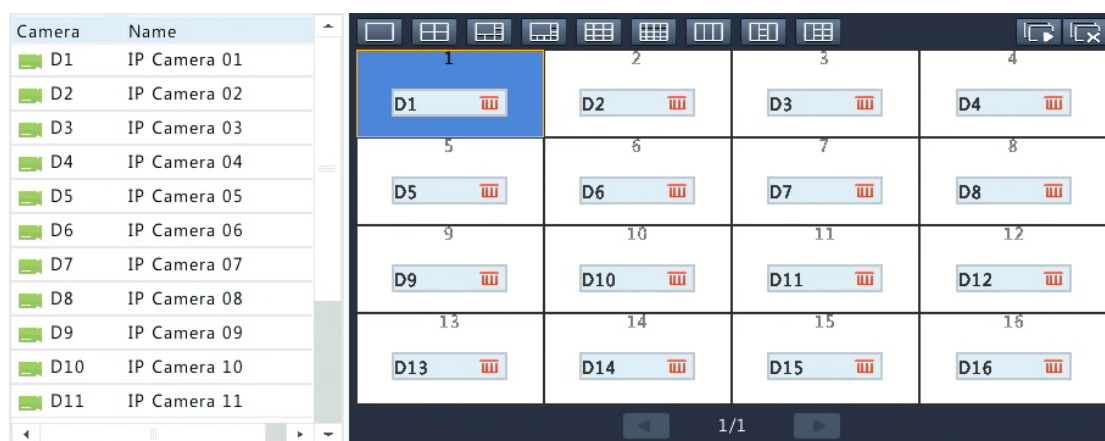 Camera Name
D1 IP Camera 01
D2 IP Camera 02
D3 IP Camera 03
D4 IP Camera 04
D5 IP Camera 05
D6 IP Camera 06
D7 IP Camera 07
D8 IP Camera 08
D9 IP Camera 09
D10 IP Camera 10
D11 IP Camera 11
1 2 3 4
D1 D2 D3 D4
5 6 7 8
D5 D6 D7 D8
9 10 11 12
D9 D10 D11 D12
13 14 15 16
D13 D14 D15 D16
1/1